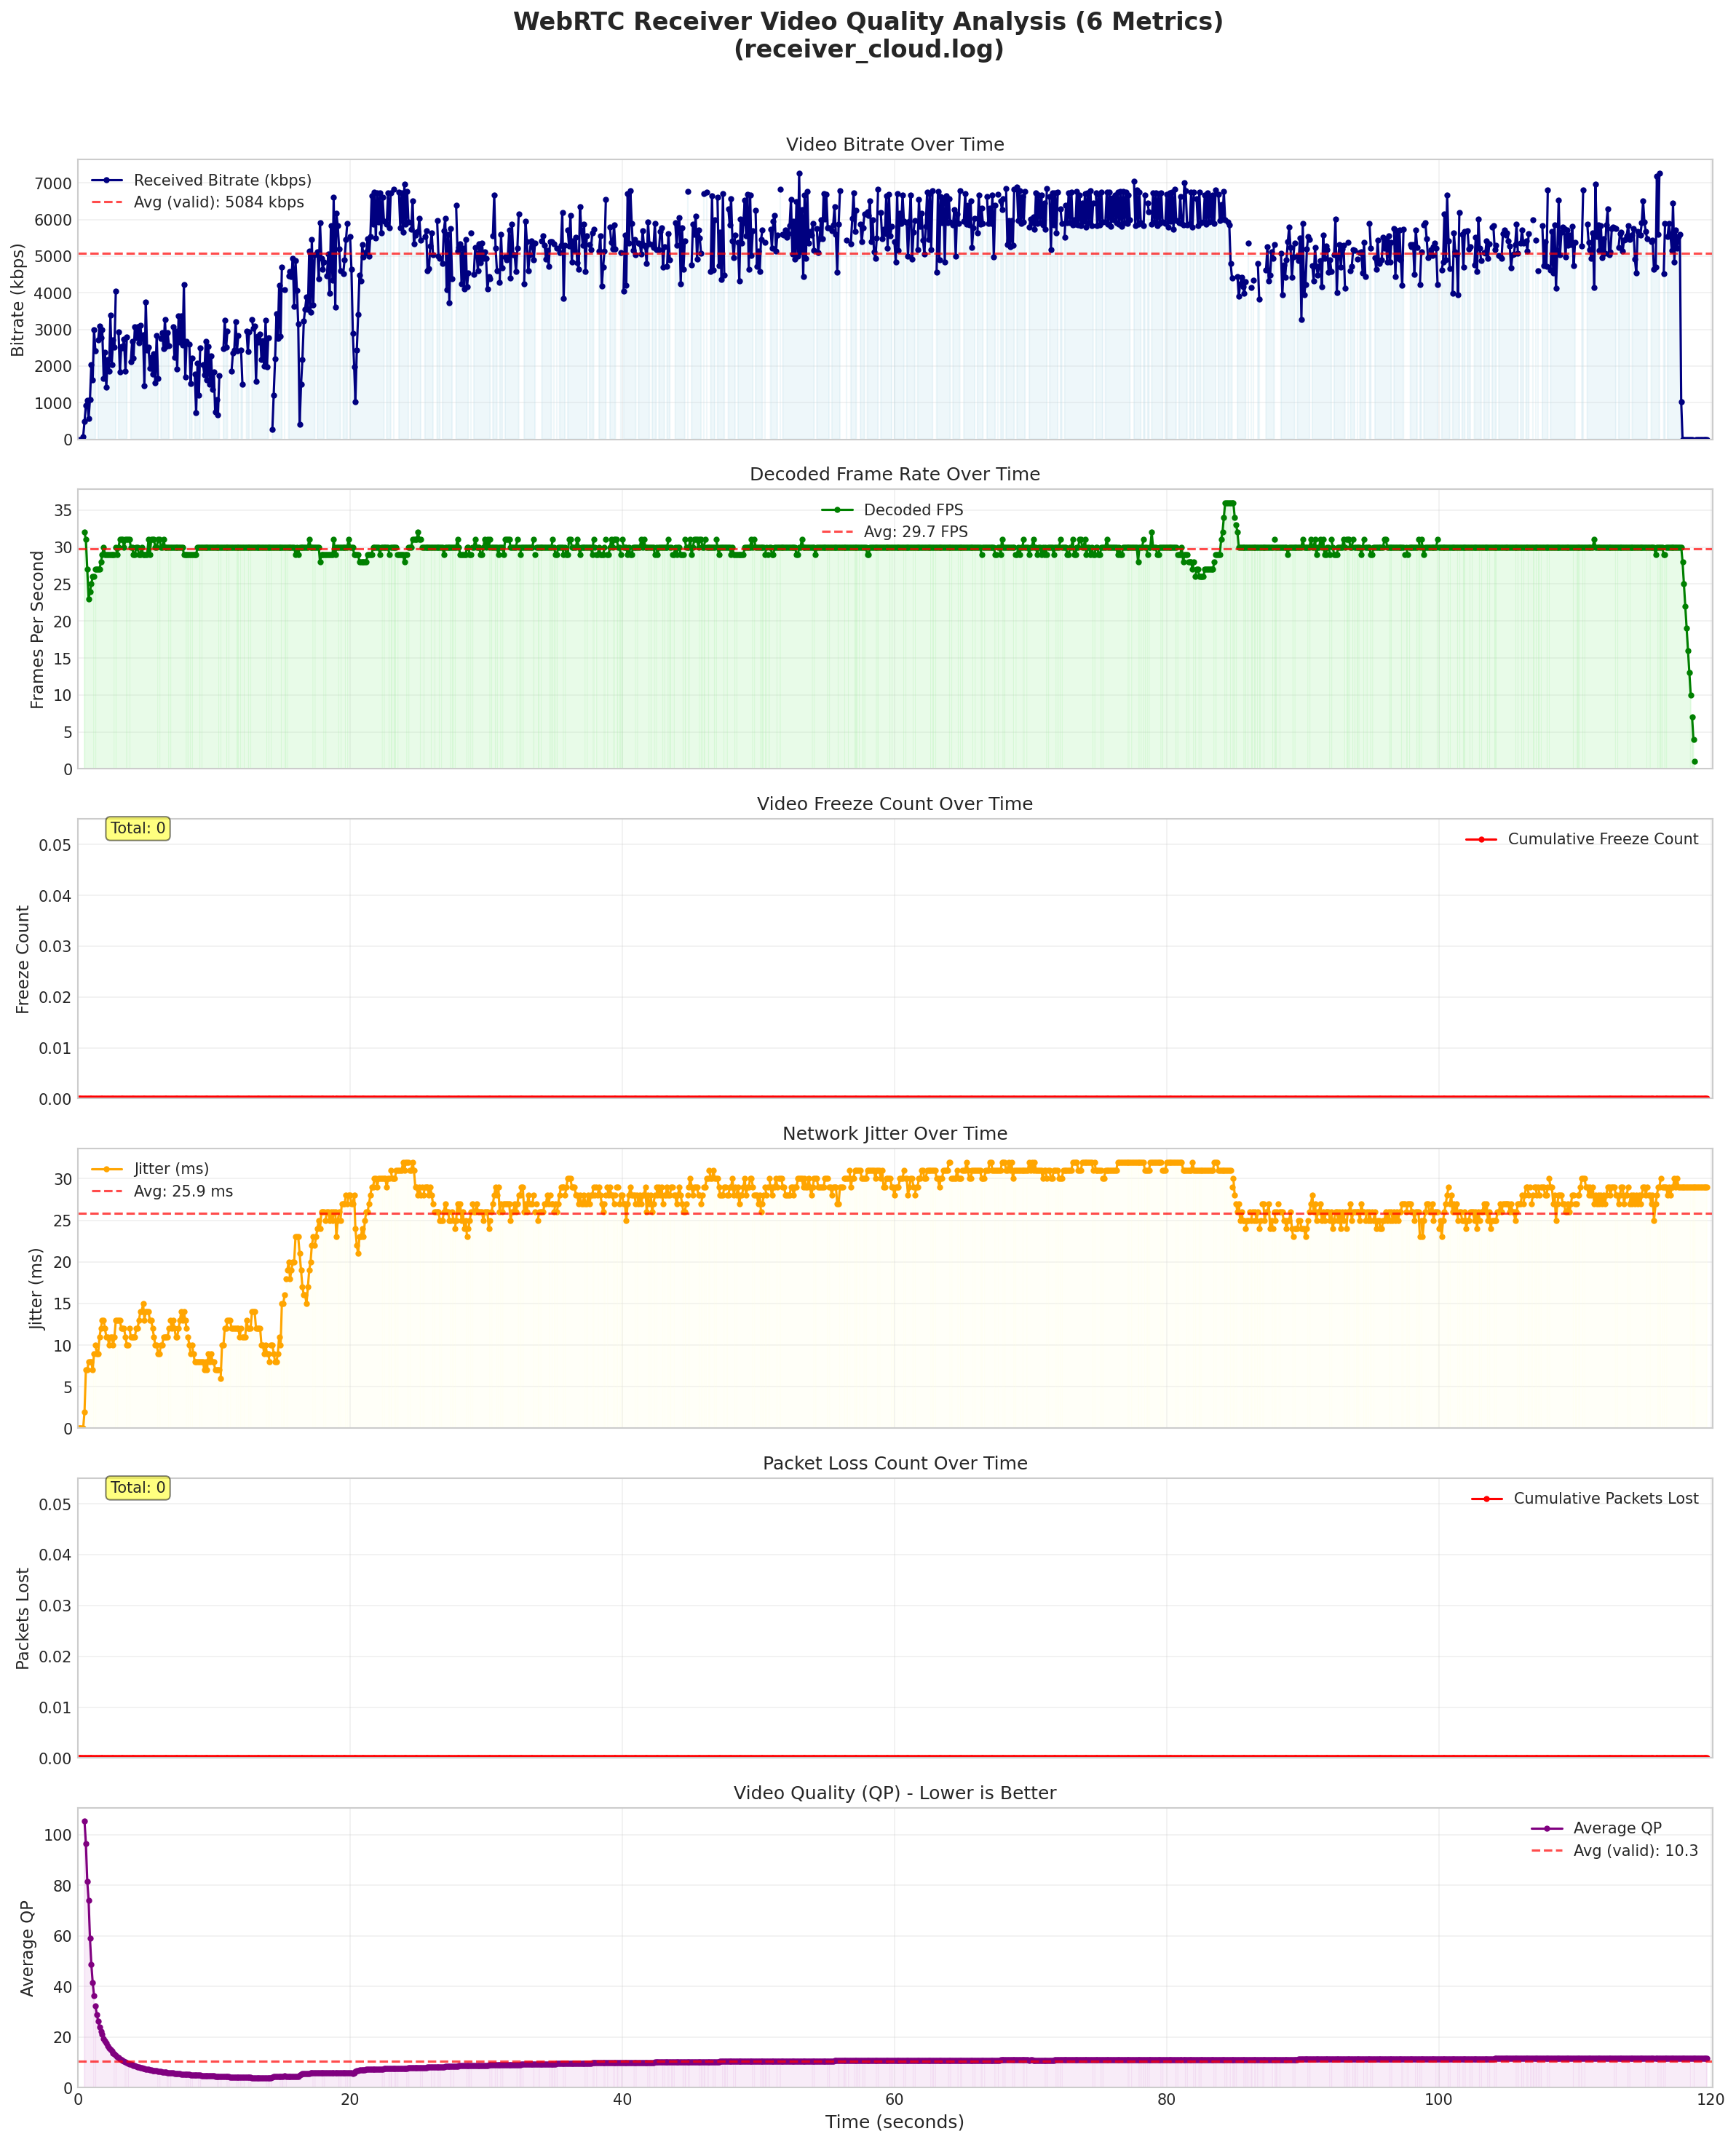 WebRTC Receiver Video Quality Analysis (6 Metrics)
(receiver_cloud.log)
Video Bitrate Over Time
Received Bitrate (kbps)
Avg (valid): 5084 kbps
Bitrate (kbps)
7000
6000
5000
4000
3000
2000
1000
0
Decoded Frame Rate Over Time
Decoded FPS
Avg: 29.7 FPS
Frames Per Second
35
30
25
20
15
10
5
0
Video Freeze Count Over Time
Total: 0
Cumulative Freeze Count
Freeze Count
0.05
0.04
0.03
0.02
0.01
0.00
Network Jitter Over Time
Jitter (ms)
Avg: 25.9 ms
Jitter (ms)
30
25
20
15
10
5
0
Packet Loss Count Over Time
Total: 0
Cumulative Packets Lost
Packets Lost
0.05
0.04
0.03
0.02
0.01
0.00
Video Quality (QP) - Lower is Better
Average QP
Avg (valid): 10.3
Average QP
100
80
60
40
20
0
0 20 40 60 80 100 120
Time (seconds)